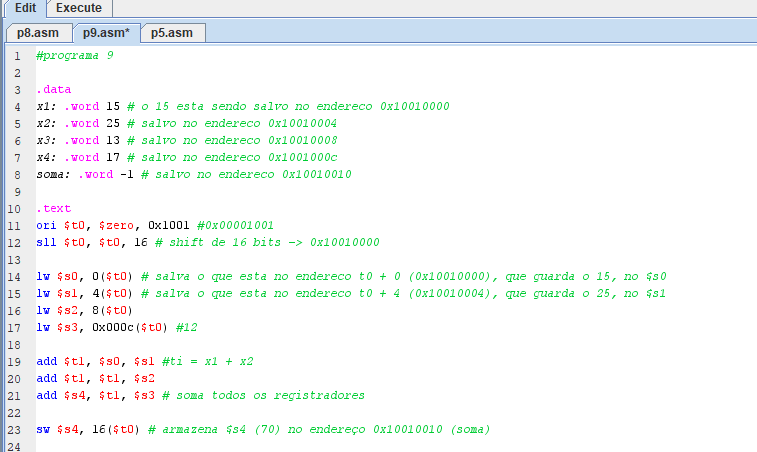 Edit Execute
p8.asm p9.asm* p5.asm
1 #programa 9
2
3 .data
4 x1: .word 15 # o 15 esta sendo salvo no endereco 0x10010000
5 x2: .word 25 # salvo no endereco 0x10010004
6 x3: .word 13 # salvo no endereco 0x10010008
7 x4: .word 17 # salvo no endereco 0x1001000c
8 soma: .word -1 # salvo no endereco 0x10010010
9
10 .text
11 ori $t0, $zero, 0x1001 #0x00001001
12 sll $t0, $t0, 16 # shift de 16 bits -> 0x10010000
13
14 lw $s0, 0($t0) # salva o que esta no endereco t0 + 0 (0x10010000), que guarda o 15, no $s0
15 lw $s1, 4($t0) # salva o que esta no endereco t0 + 4 (0x10010004), que guarda o 25, no $s1
16 lw $s2, 8($t0)
17 lw $s3, 0x000c($t0) #12
18
19 add $t1, $s0, $s1 #ti = x1 + x2
20 add $t1, $t1, $s2
21 add $s4, $t1, $s3 # soma todos os registradores
22
23 sw $s4, 16($t0) # armazena $s4 (70) no endereço 0x10010010 (soma)
24